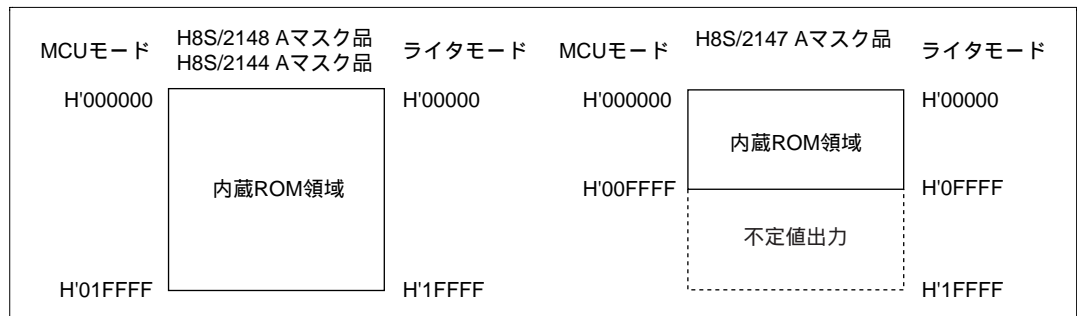 MCUモード
H8S/2148 Aマスク品
H8S/2144 Aマスク品
ライタモード
H'000000
H'00000
内蔵ROM領域
H'01FFFF
H'1FFFF
MCUモード
H8S/2147 Aマスク品
ライタモード
H'000000
H'00000
内蔵ROM領域
H'00FFFF
H'0FFFF
不定値出力
H'1FFFF